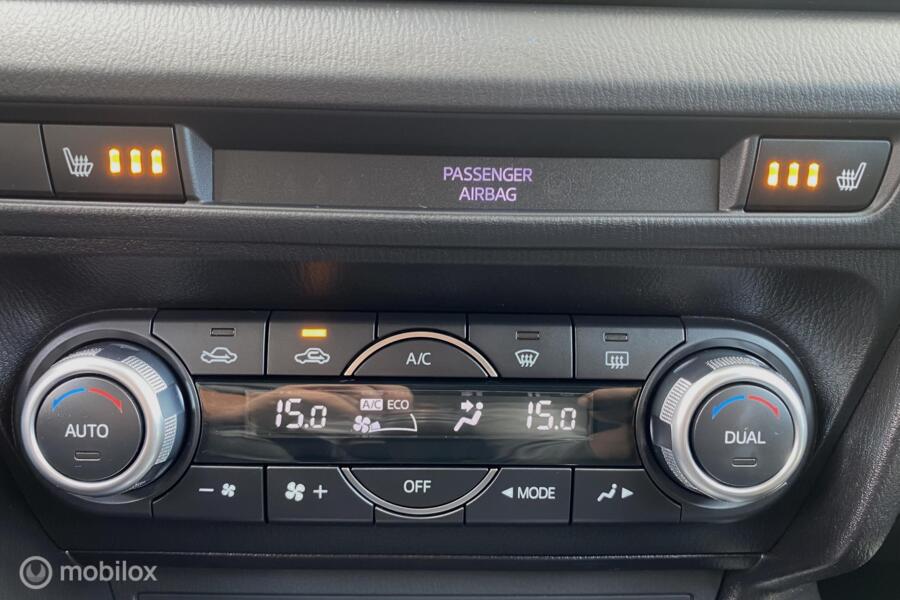 PASSENGER
AIRBAG
A/C
AUTO
15.0
A/C ECO
15.0
DUAL
−
+
OFF
◄MODE
►
mobilox